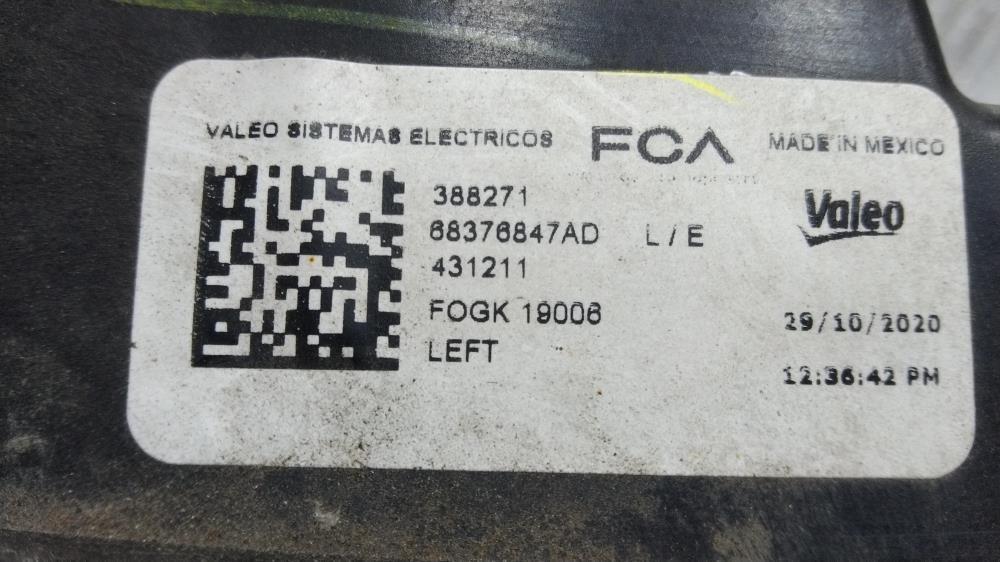 VALEO SISTEMAS ELECTRICOS
FCA
MADE IN MEXICO
388271
68376847AD L / E
Valeo
431211
FOGK 19006
29/10/2020
LEFT
12:36:42 PM